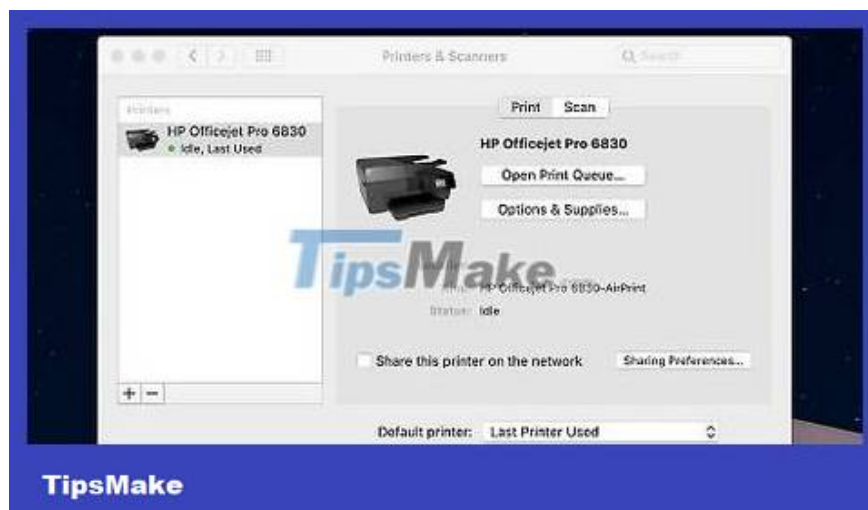 Printers & Scanners
Search
Printers
HP Officejet Pro 6830
Idle, Last Used
Print Scan
HP Officejet Pro 6830
Open Print Queue...
Options & Supplies...
TipsMake
HP Officejet Pro 6830-AirPrint
Status: Idle
Share this printer on the network
Sharing Preferences...
Default printer: Last Printer Used
TipsMake